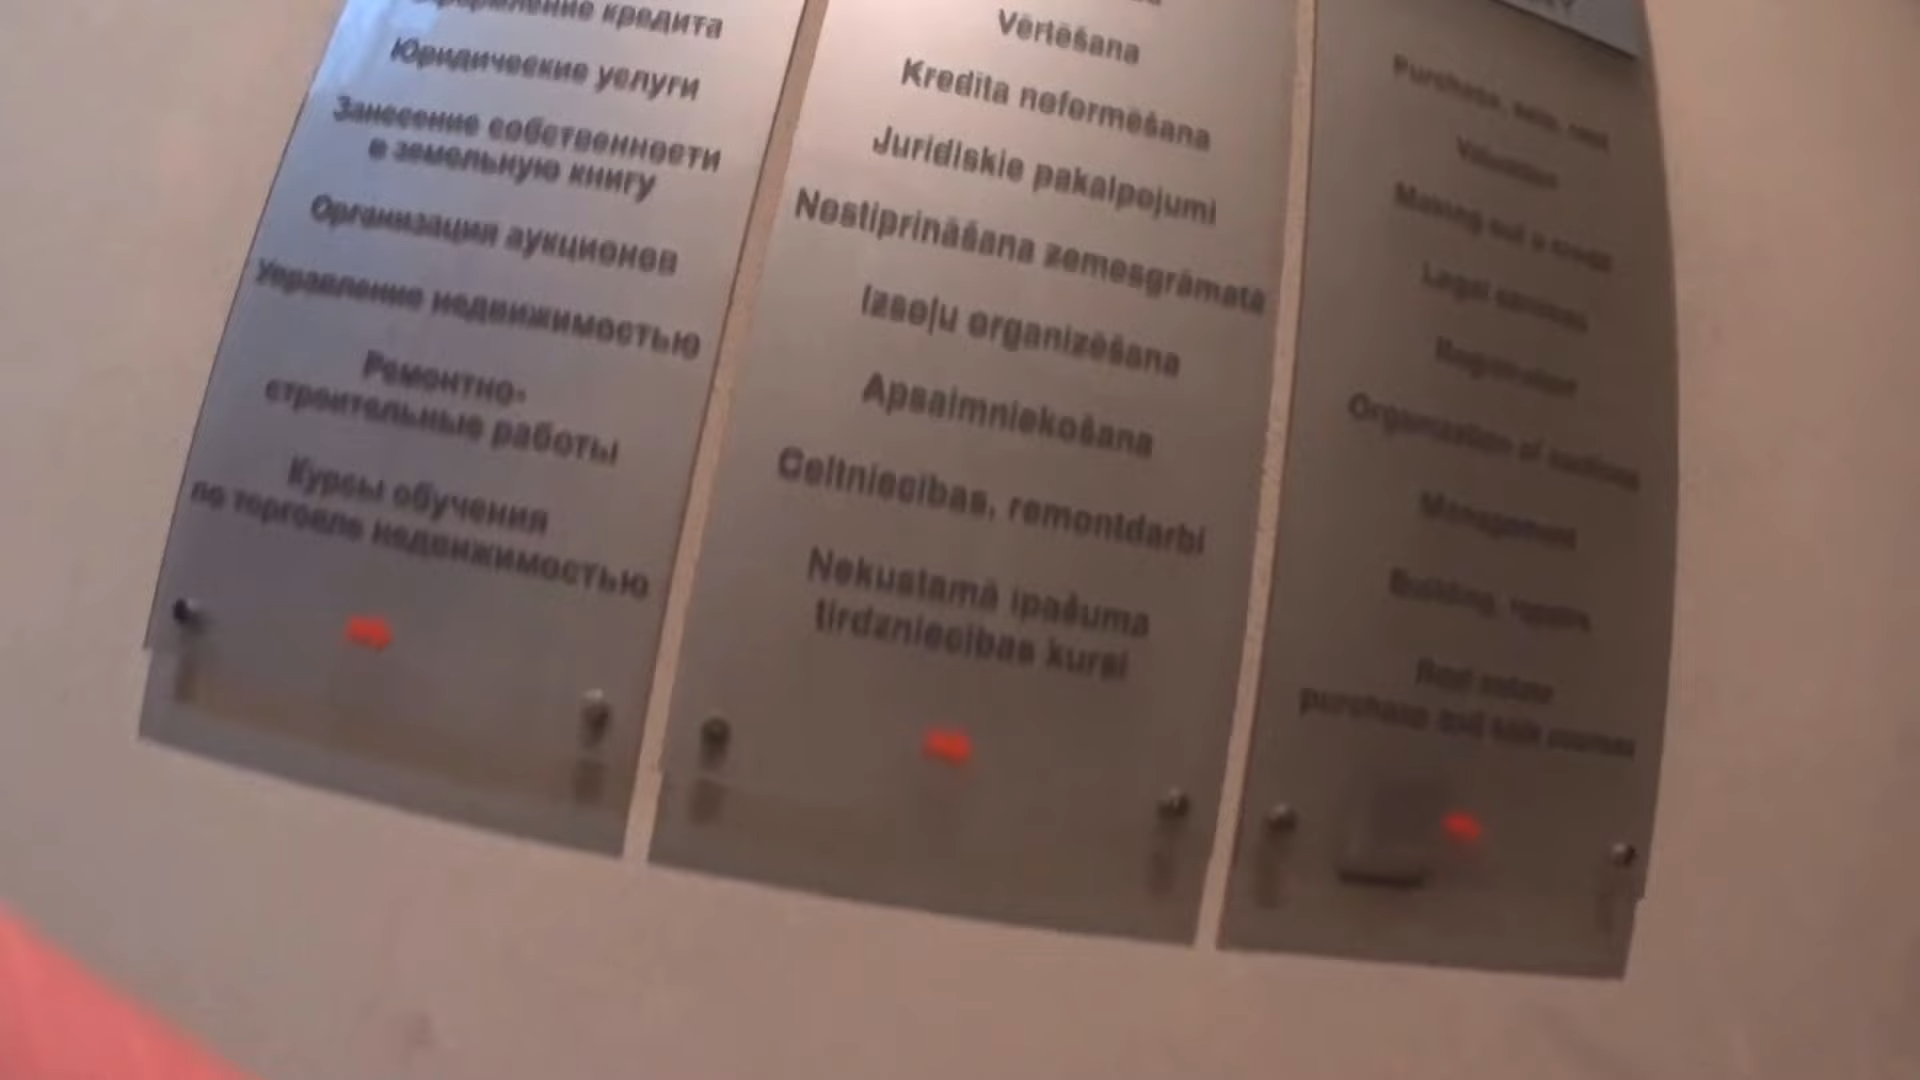 Оформление кредита
Юридические услуги
Занесение собственности
в земельную книгу
Организация аукционов
Управление недвижимостью
Ремонтно-
строительные работы
Курсы обучения
по торговле недвижимостью
Vērtēšana
Kredīta noformēšana
Juridiskie pakalpojumi
Nostiprināšana zemesgrāmatā
Izsoļu organizēšana
Apsaimniekošana
Celtniecības, remontdarbi
Nekustamā īpašuma
tirdzniecības kursi
Purchase, sale, rent
Valuation
Making out a credit
Legal services
Registration
Organization of auctions
Management
Building, repairs
Real estate
purchase and sale courses